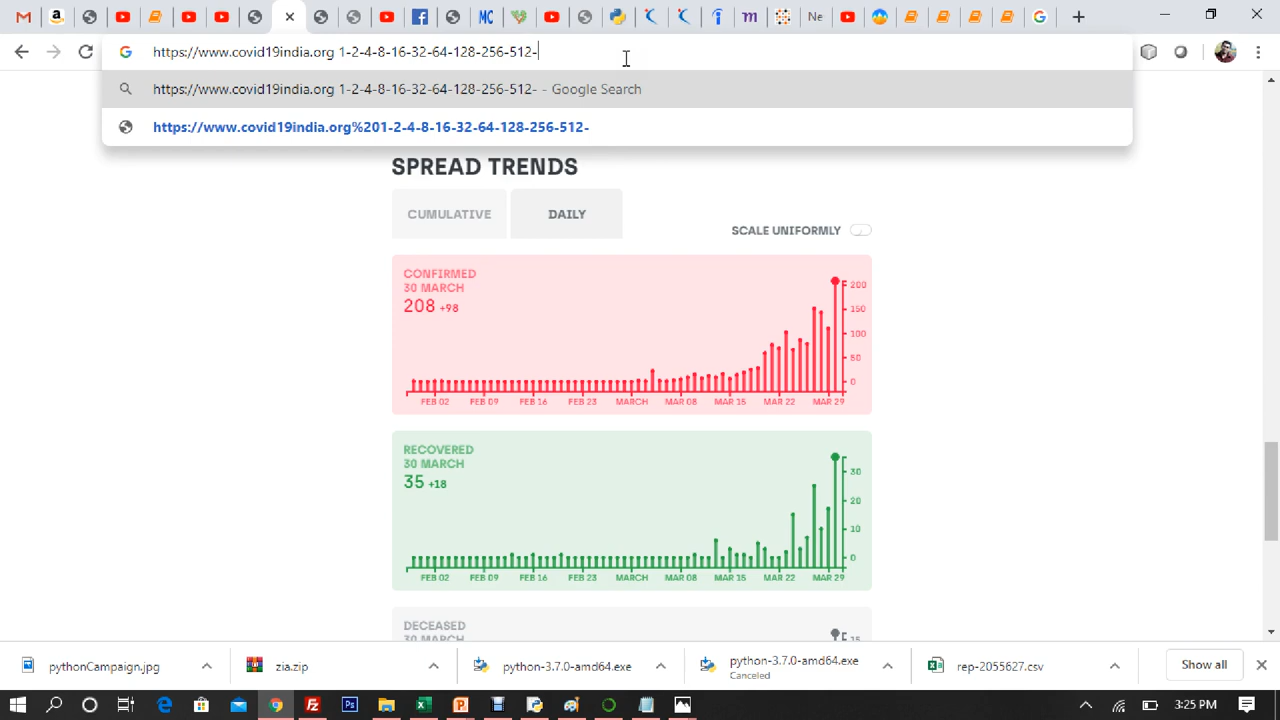 MC
Ne
https://www.covid19india.org 1-2-4-8-16-32-64-128-256-512-
https://www.covid19india.org 1-2-4-8-16-32-64-128-256-512- - Google Search
https://www.covid19india.org%201-2-4-8-16-32-64-128-256-512-
SPREAD TRENDS
CUMULATIVE DAILY
SCALE UNIFORMLY
CONFIRMED
30 MARCH
208 +98
200
150
100
50
0
FEB 02 FEB 09 FEB 16 FEB 23 MARCH MAR 08 MAR 15 MAR 22 MAR 29
RECOVERED
30 MARCH
35 +18
30
20
10
0
FEB 02 FEB 09 FEB 16 FEB 23 MARCH MAR 08 MAR 15 MAR 22 MAR 29
DECEASED
30 MARCH
pythonCampaign.jpg zia.zip python-3.7.0-amd64.exe python-3.7.0-amd64.exe rep-2055627.csv Show all
Canceled
3:25 PM